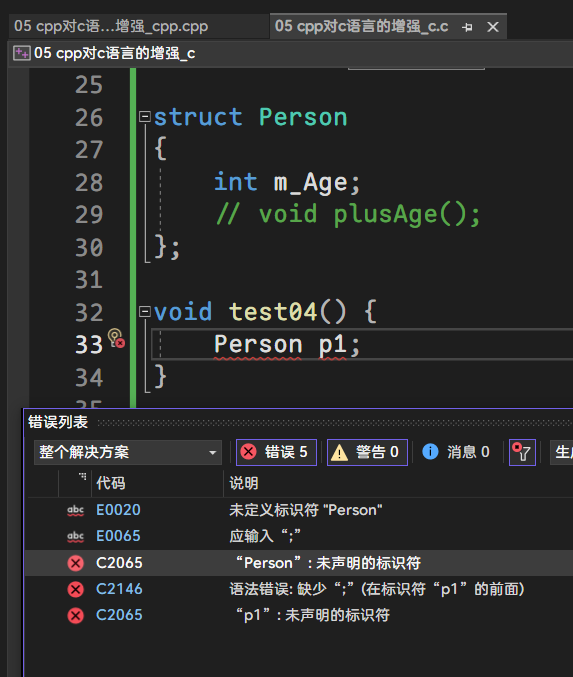 05 cpp对c语...增强_cpp.cpp
05 cpp对c语言的增强_c.c
05 cpp对c语言的增强_c
25
26 struct Person
27 {
28 int m_Age;
29 // void plusAge();
30 };
31
32 void test04() {
33 Person p1;
34 }
错误列表
整个解决方案 错误 5 警告 0 消息 0
代码 说明
abc E0020 未定义标识符 "Person"
abc E0065 应输入“;”
C2065 “Person”: 未声明的标识符
C2146 语法错误: 缺少“;”(在标识符“p1”的前面)
C2065 “p1”: 未声明的标识符